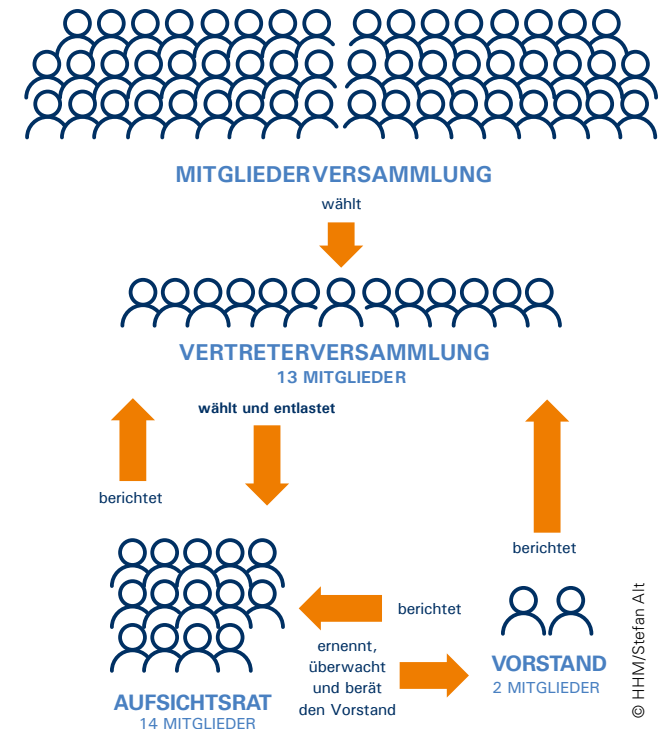 MITGLIEDERVERSAMMLUNG
wählt
VERTRETERVERSAMMLUNG
13 MITGLIEDER
wählt und entlastet
berichtet
berichtet
berichtet
ernennt,
überwacht
und berät
den Vorstand
AUFSICHTSRAT
14 MITGLIEDER
VORSTAND
2 MITGLIEDER
© HHM/Stefan Alt